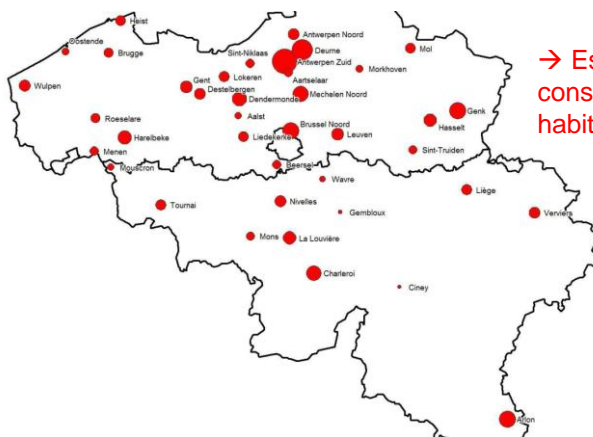 Heist
Antwerpen Noord
Oostende
Brugge
Deurne
Mol
Sint-Niklaas
Antwerpen Zuid
Morkhoven
Lokeren
Aartselaar
Wulpen
Gent
Destelbergen
Dendermonde
Mechelen Noord
Genk
Roeselare
Aalst
Hasselt
Harelbeke
Liedekerke
Brussel Noord
Leuven
Menen
Sint-Truiden
Mouscron
Beersel
Wavre
Liège
Tournai
Nivelles
Gembloux
Verviers
Mons
La Louvière
Charleroi
Ciney
Arlon
→ Es
cons
habit